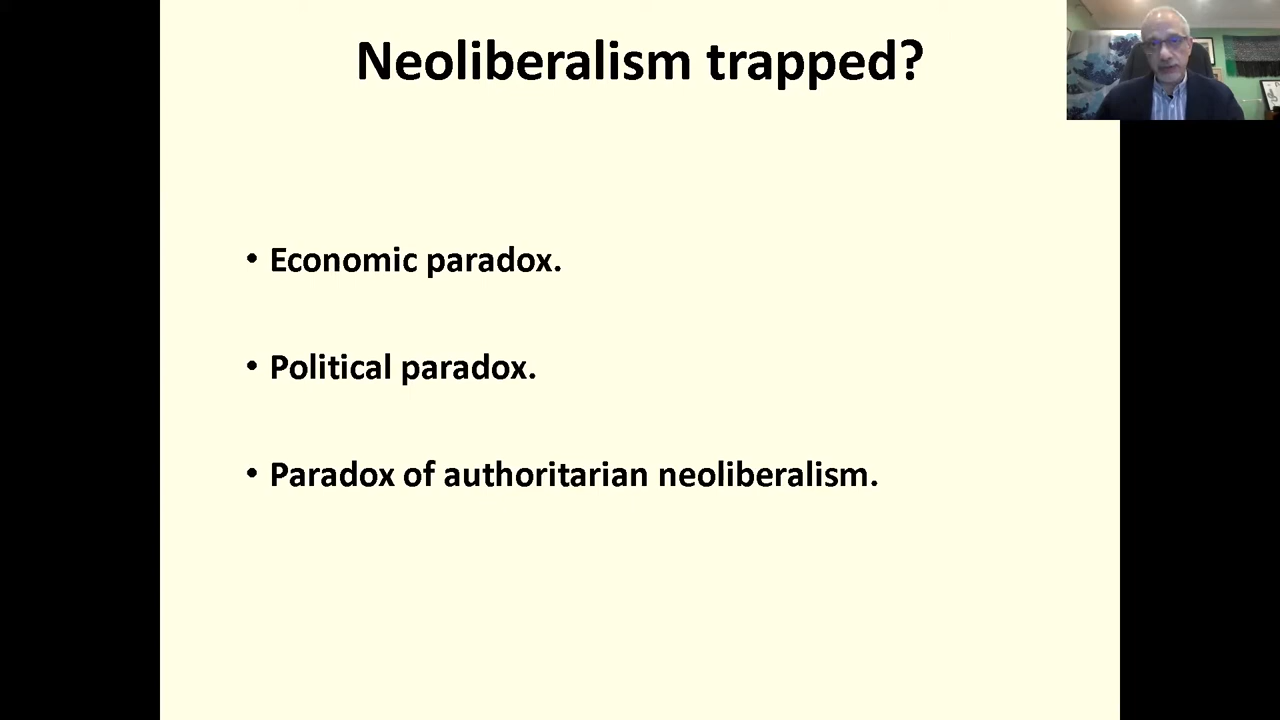 Neoliberalism trapped?
• Economic paradox.
• Political paradox.
• Paradox of authoritarian neoliberalism.